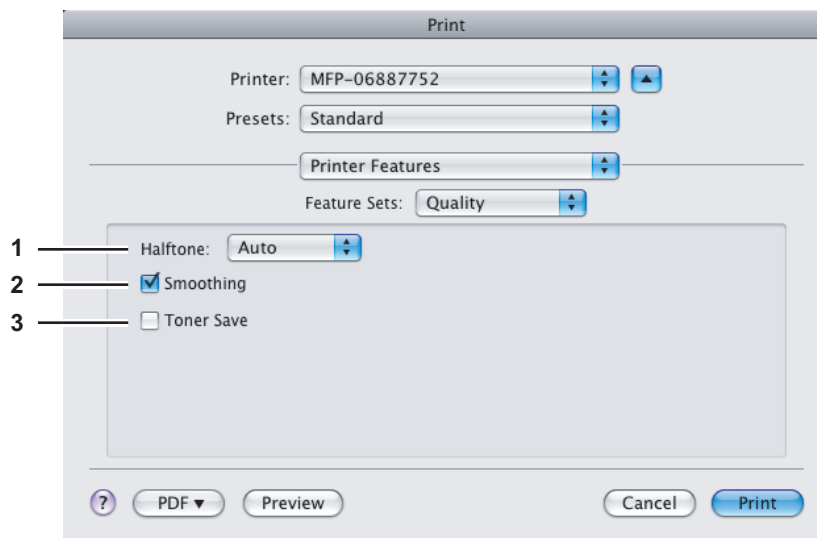 Print
Printer: MFP-06887752
Presets: Standard
Printer Features
Feature Sets: Quality
1 Halftone: Auto
2 Smoothing
3 Toner Save
? PDF▼ Preview Cancel Print